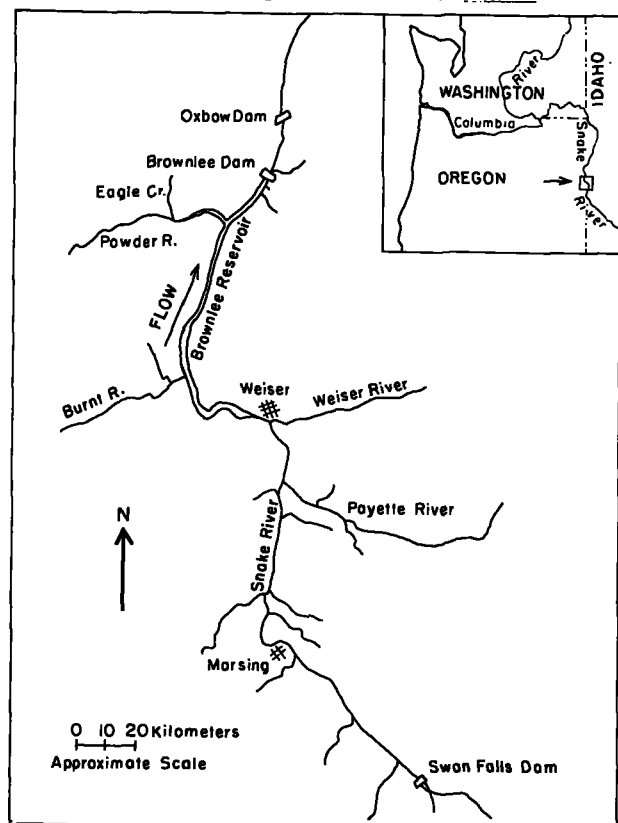 Oxbow Dam
Brownlee Dam
Eagle Cr.
Powder R.
FLOW
Brownlee Reservoir
Burnt R.
Weiser
Weiser River
Payette River
N
Snake River
Marsing
0 10 20 Kilometers
Approximate Scale
Swan Falls Dam
WASHINGTON
River
IDAHO
Columbia
Snake
OREGON
River